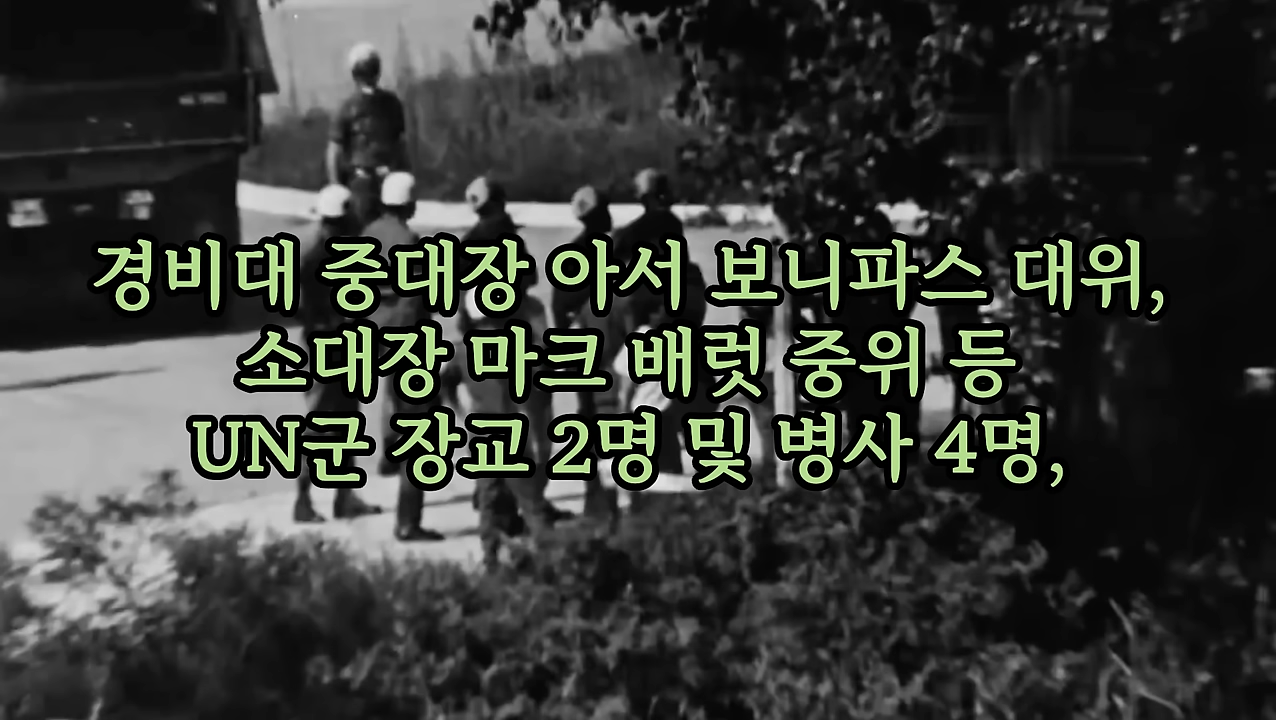 경비대 중대장 아서 보니파스 대위,
소대장 마크 배럿 중위 등
UN군 장교 2명 및 병사 4명,